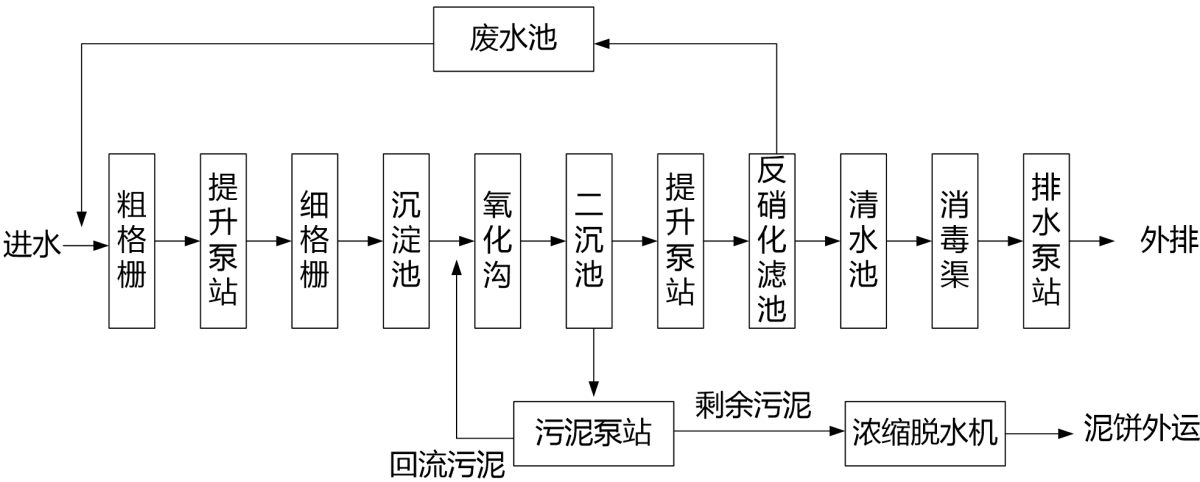 废水池
进水
粗格栅
提升泵站
细格栅
沉淀池
氧化沟
二沉池
提升泵站
反硝化滤池
清水池
消毒渠
排水泵站
外排
剩余污泥
污泥泵站
浓缩脱水机
泥饼外运
回流污泥